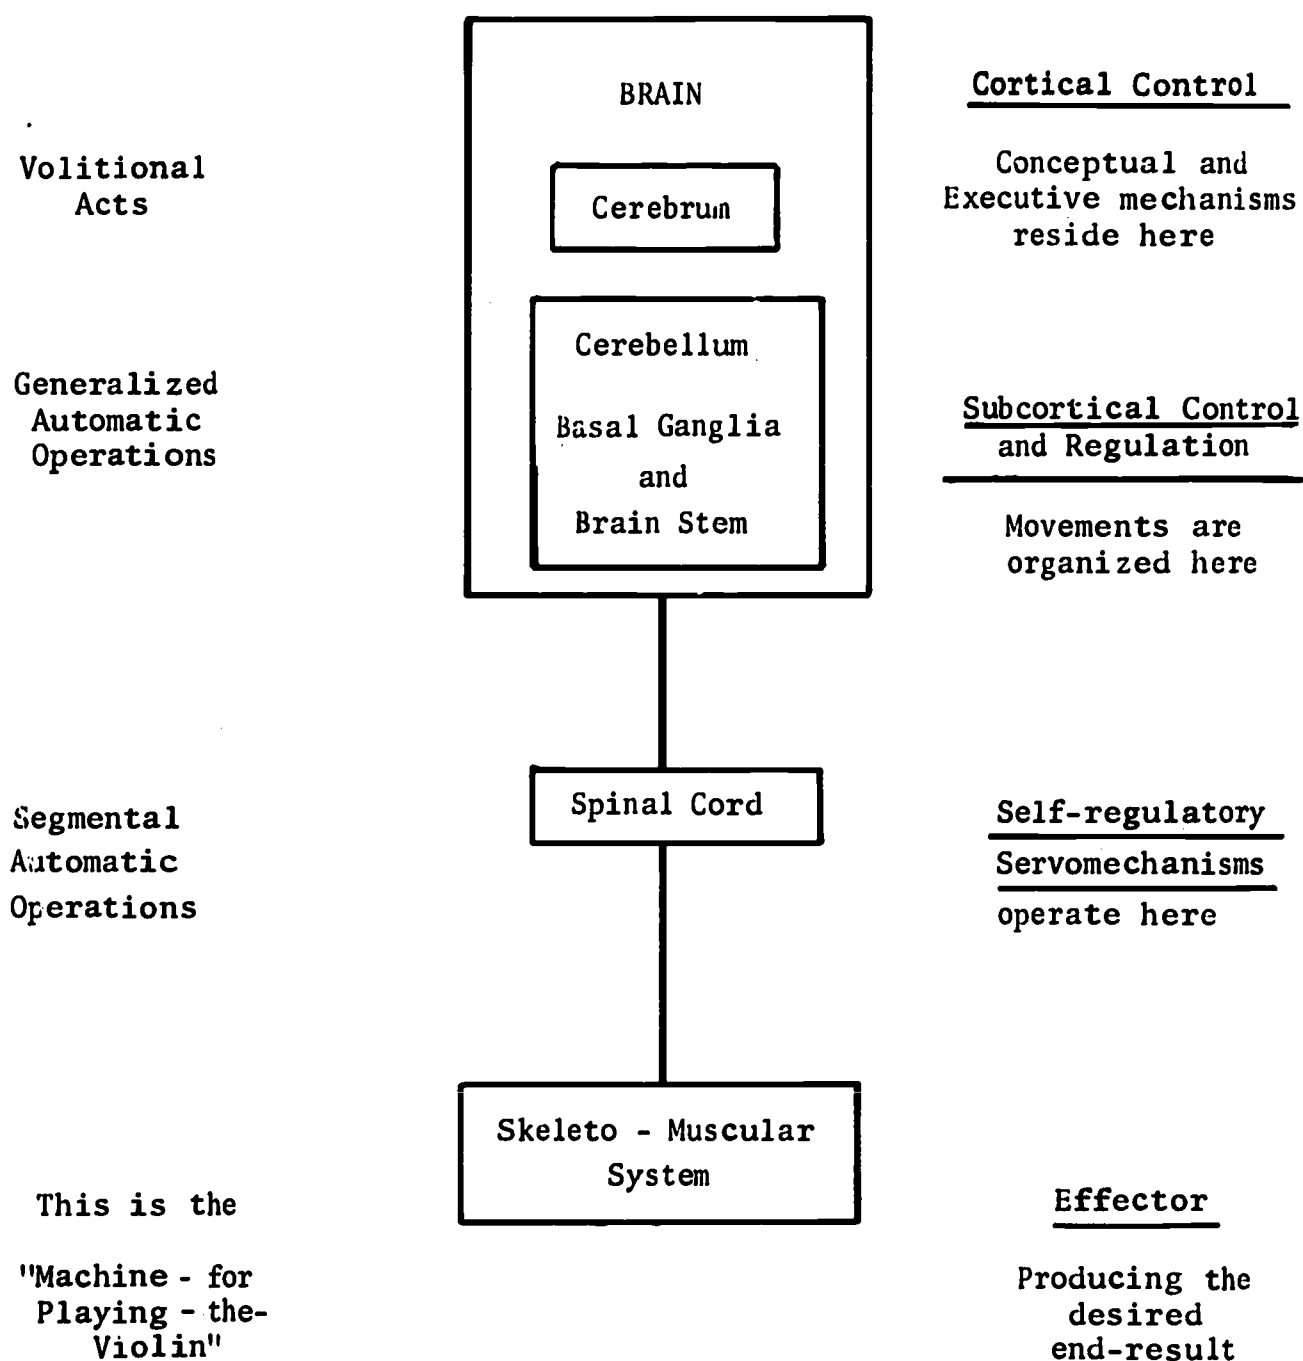 BRAIN
Cortical Control
Volitional
Acts
Cerebrum
Conceptual and
Executive mechanisms
reside here
Generalized
Automatic
Operations
Cerebellum
Basal Ganglia
and
Brain Stem
Subcortical Control
and Regulation
Movements are
organized here
Segmental
Automatic
Operations
Spinal Cord
Self-regulatory
Servomechanisms
operate here
Skeleto - Muscular
System
This is the
"Machine - for
Playing - the-
Violin"
Effector
Producing the
desired
end-result